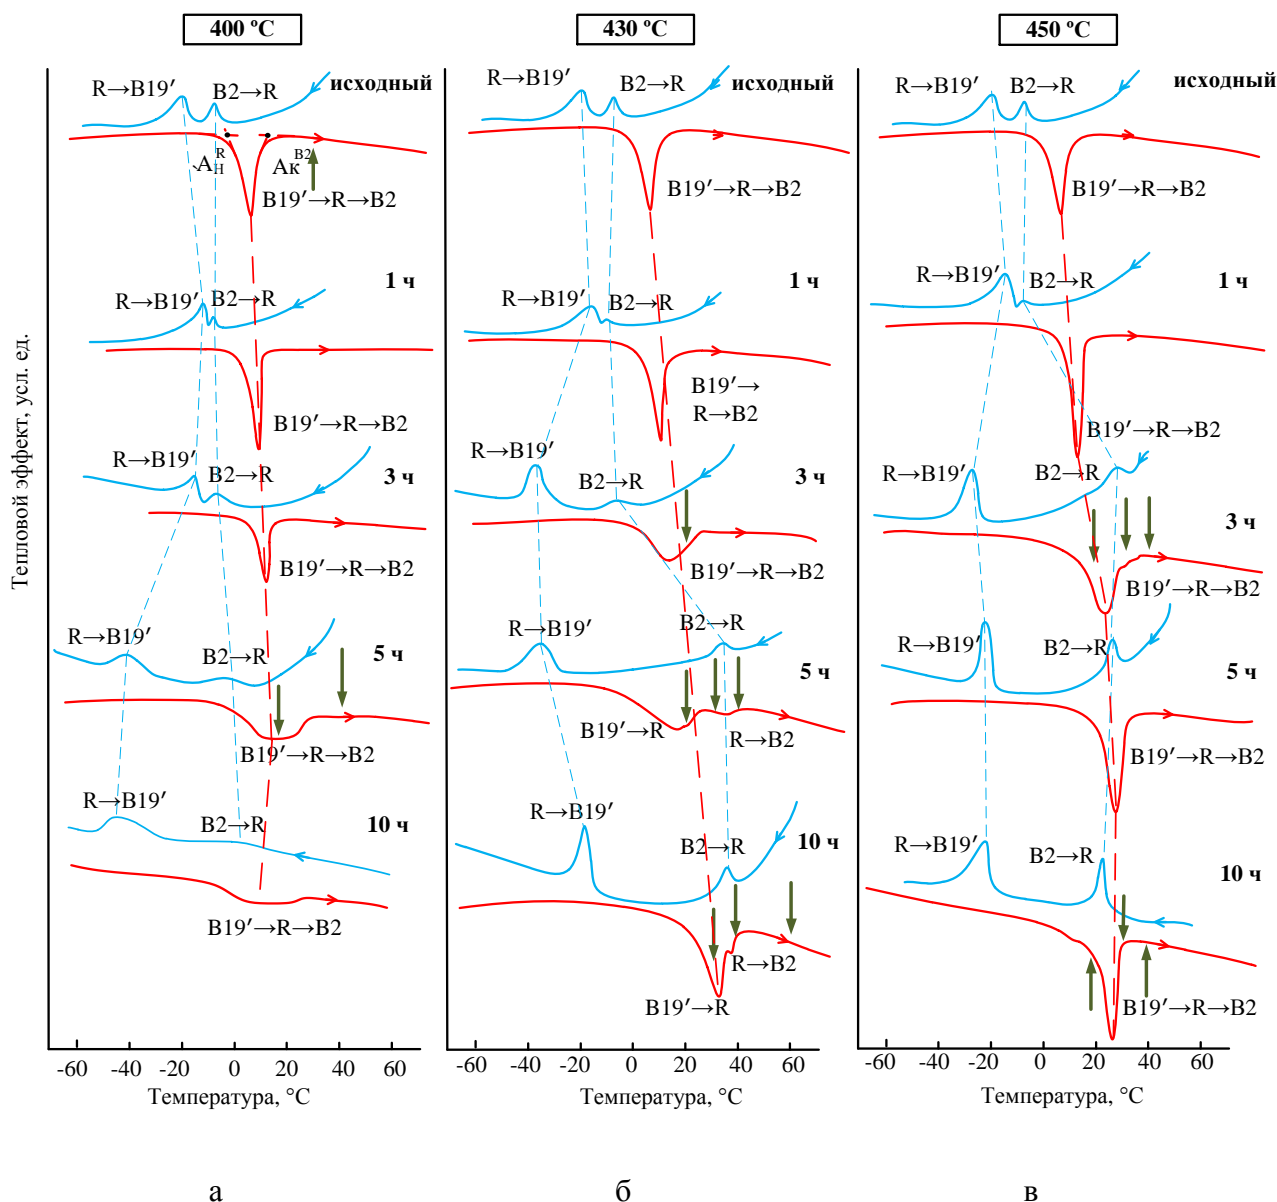 400 ºC
430 ºC
450 ºC
Тепловой эффект, усл. ед.
исходный
R→B19′
B2→R
A
R
H
Aк
B2
B19′→R→B2
1 ч
R→B19′
B2→R
B19′→R→B2
3 ч
R→B19′
B2→R
B19′→R→B2
5 ч
R→B19′
B2→R
B19′→R→B2
10 ч
R→B19′
B2→R
B19′→R→B2
-60 -40 -20 0 20 40 60
Температура, °C
а
исходный
R→B19′
B2→R
B19′→R→B2
1 ч
R→B19′
B2→R
B19′→
R→B2
3 ч
R→B19′
B2→R
B19′→R→B2
5 ч
R→B19′
B2→R
B19′→R
R→B2
10 ч
R→B19′
B2→R
R→B2
B19′→R
-60 -40 -20 0 20 40 60
Температура, °C
б
исходный
R→B19′
B2→R
B19′→R→B2
1 ч
R→B19′
B2→R
B19′→R→B2
3 ч
R→B19′
B2→R
B19′→R→B2
5 ч
R→B19′
B2→R
B19′→R→B2
10 ч
R→B19′
B2→R
B19′→R→B2
-60 -40 -20 0 20 40 60
Температура, °C
в